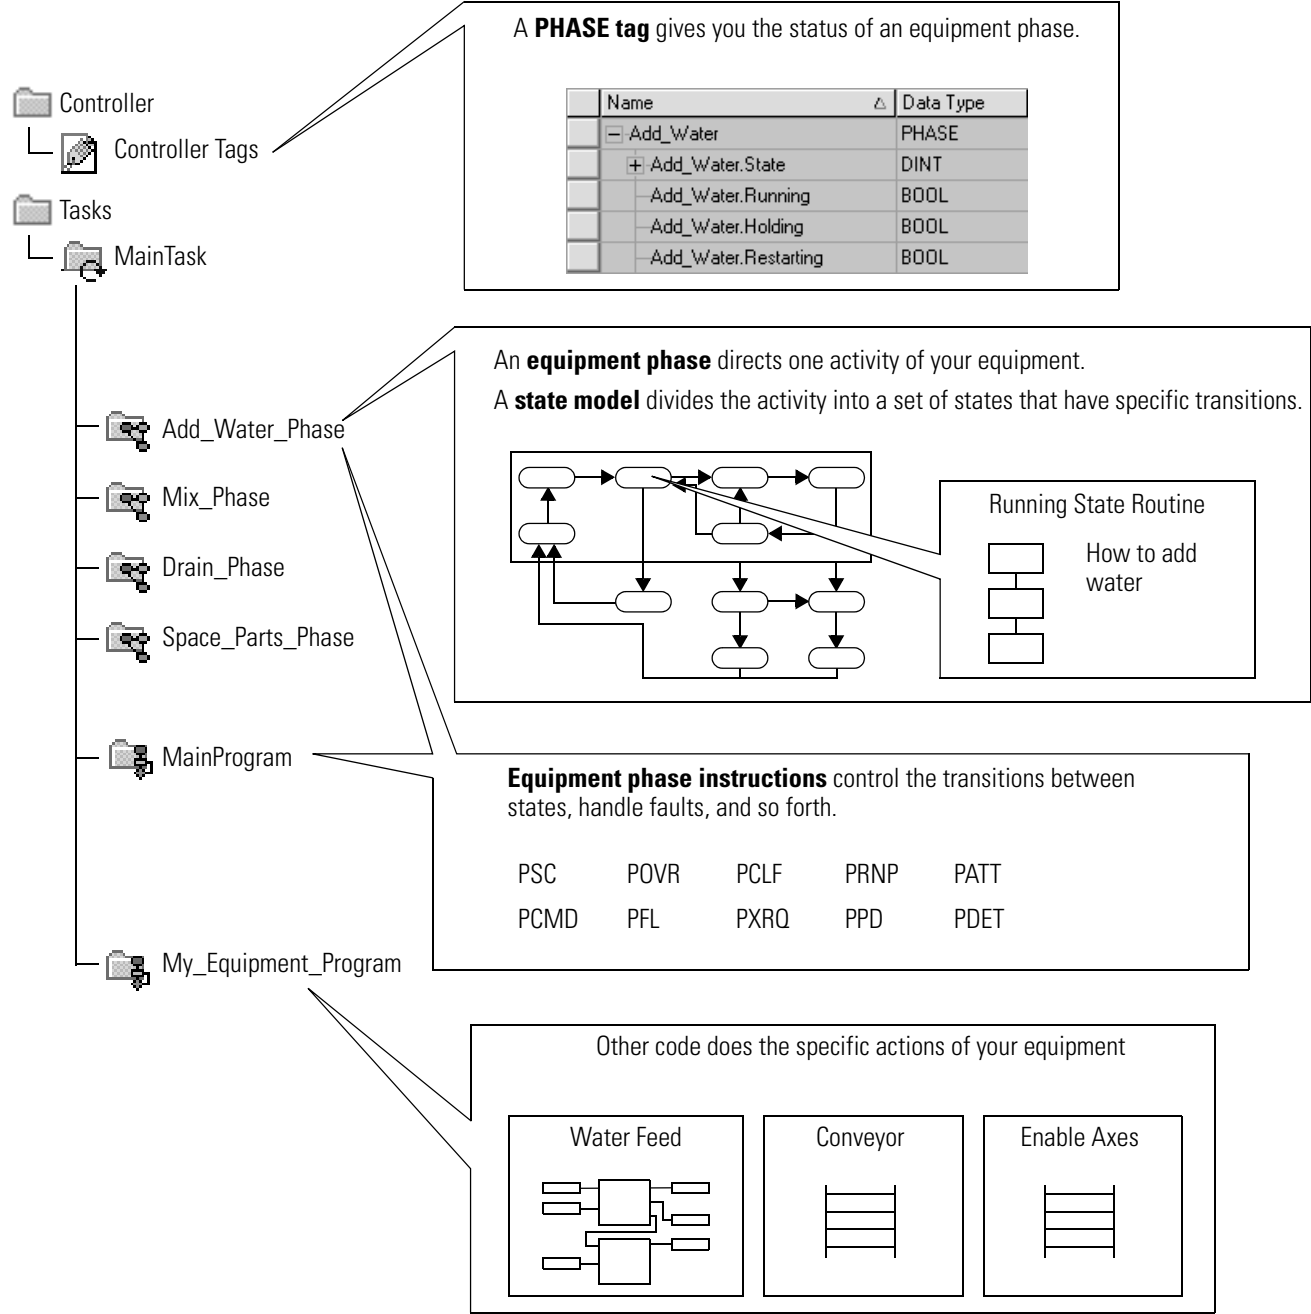 A PHASE tag gives you the status of an equipment phase.
Name Data Type
Add_Water PHASE
Add_Water.State DINT
Add_Water.Running BOOL
Add_Water.Holding BOOL
Add_Water.Restarting BOOL
Controller
Controller Tags
Tasks
MainTask
An equipment phase directs one activity of your equipment.
A state model divides the activity into a set of states that have specific transitions.
Running State Routine
How to add
water
Add_Water_Phase
Mix_Phase
Drain_Phase
Space_Parts_Phase
MainProgram
Equipment phase instructions control the transitions between
states, handle faults, and so forth.
PSC POVR PCLF PRNP PATT
PCMD PFL PXRQ PPD PDET
My_Equipment_Program
Other code does the specific actions of your equipment
Water Feed Conveyor Enable Axes